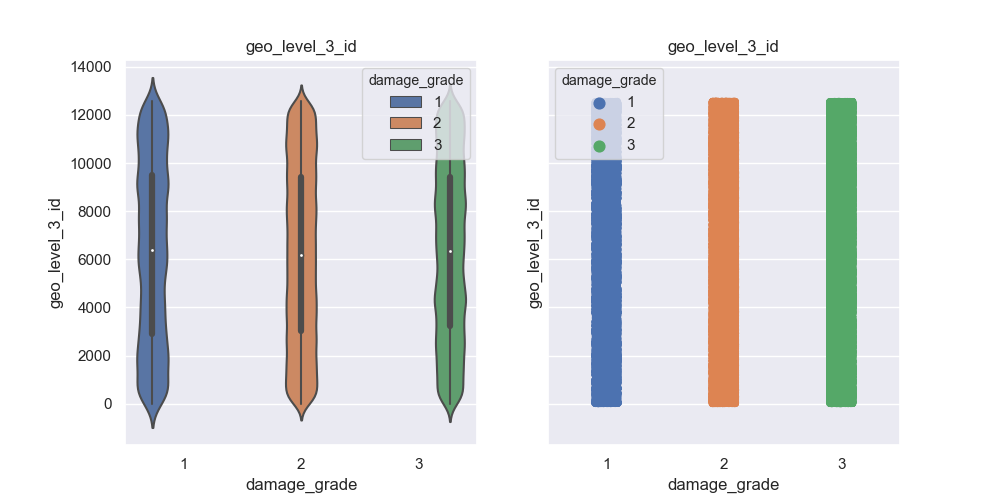 geo_level_3_id
geo_level_3_id
14000
12000
10000
8000
6000
4000
2000
0
geo_level_3_id
damage_grade
1
2
3
1
2
3
damage_grade
geo_level_3_id
damage_grade
1
2
3
1
2
3
damage_grade